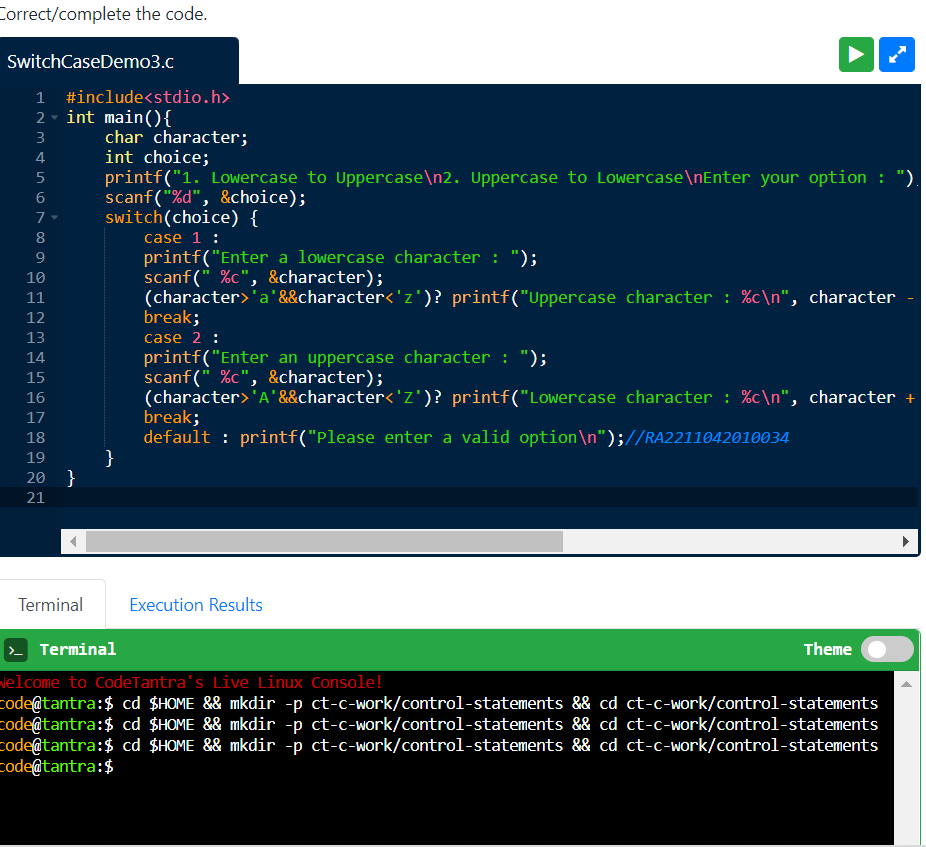 Correct/complete the code.
SwitchCaseDemo3.c
1 #include<stdio.h>
2 int main(){
3 char character;
4 int choice;
5 printf("1. Lowercase to Uppercase\n2. Uppercase to Lowercase\nEnter your option : ")
6 scanf("%d", &choice);
7 switch(choice) {
8 case 1 :
9 printf("Enter a lowercase character : ");
10 scanf(" %c", &character);
11 (character>'a'&&character<'z')? printf("Uppercase character : %c\n", character -
12 break;
13 case 2 :
14 printf("Enter an uppercase character : ");
15 scanf(" %c", &character);
16 (character>'A'&&character<'Z')? printf("Lowercase character : %c\n", character +
17 break;
18 default : printf("Please enter a valid option\n");//RA2211042010034
19 }
20 }
21
Terminal Execution Results
>_ Terminal Theme
Welcome to CodeTantra's Live Linux Console!
code@tantra:$ cd $HOME && mkdir -p ct-c-work/control-statements && cd ct-c-work/control-statements
code@tantra:$ cd $HOME && mkdir -p ct-c-work/control-statements && cd ct-c-work/control-statements
code@tantra:$ cd $HOME && mkdir -p ct-c-work/control-statements && cd ct-c-work/control-statements
code@tantra:$